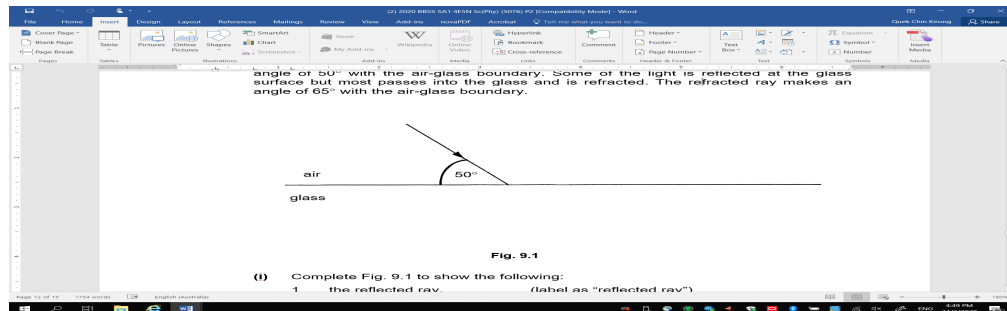 (2) 2020 KBSS SA1 4ESN Sc(Phy) (5076) P2 [Compatibility Mode] - Word
File Home Insert Design Layout References Mailings Review View Add-ins novaPDF Acrobat Tell me what you want to do... Quek Chin Keong Share
Cover Page
Blank Page
Page Break
Table
Pictures
Online Pictures
Shapes
SmartArt
Chart
Screenshot
Store
My Add-ins
Wikipedia
Online Video
Hyperlink
Bookmark
Cross-reference
Comment
Header
Footer
Page Number
Text Box
Equation
Symbol
Number
Insert Media
Pages Tables Illustrations Add-ins Media Links Comments Header & Footer Text Symbols Media
angle of 50° with the air-glass boundary. Some of the light is reflected at the glass
surface but most passes into the glass and is refracted. The refracted ray makes an
angle of 65° with the air-glass boundary.
air
50°
glass
Fig. 9.1
(i) Complete Fig. 9.1 to show the following:
1 the reflected ray. (label as "reflected ray")
Page 12 of 15 1754 words English (Australia)
ENG 4:49 PM